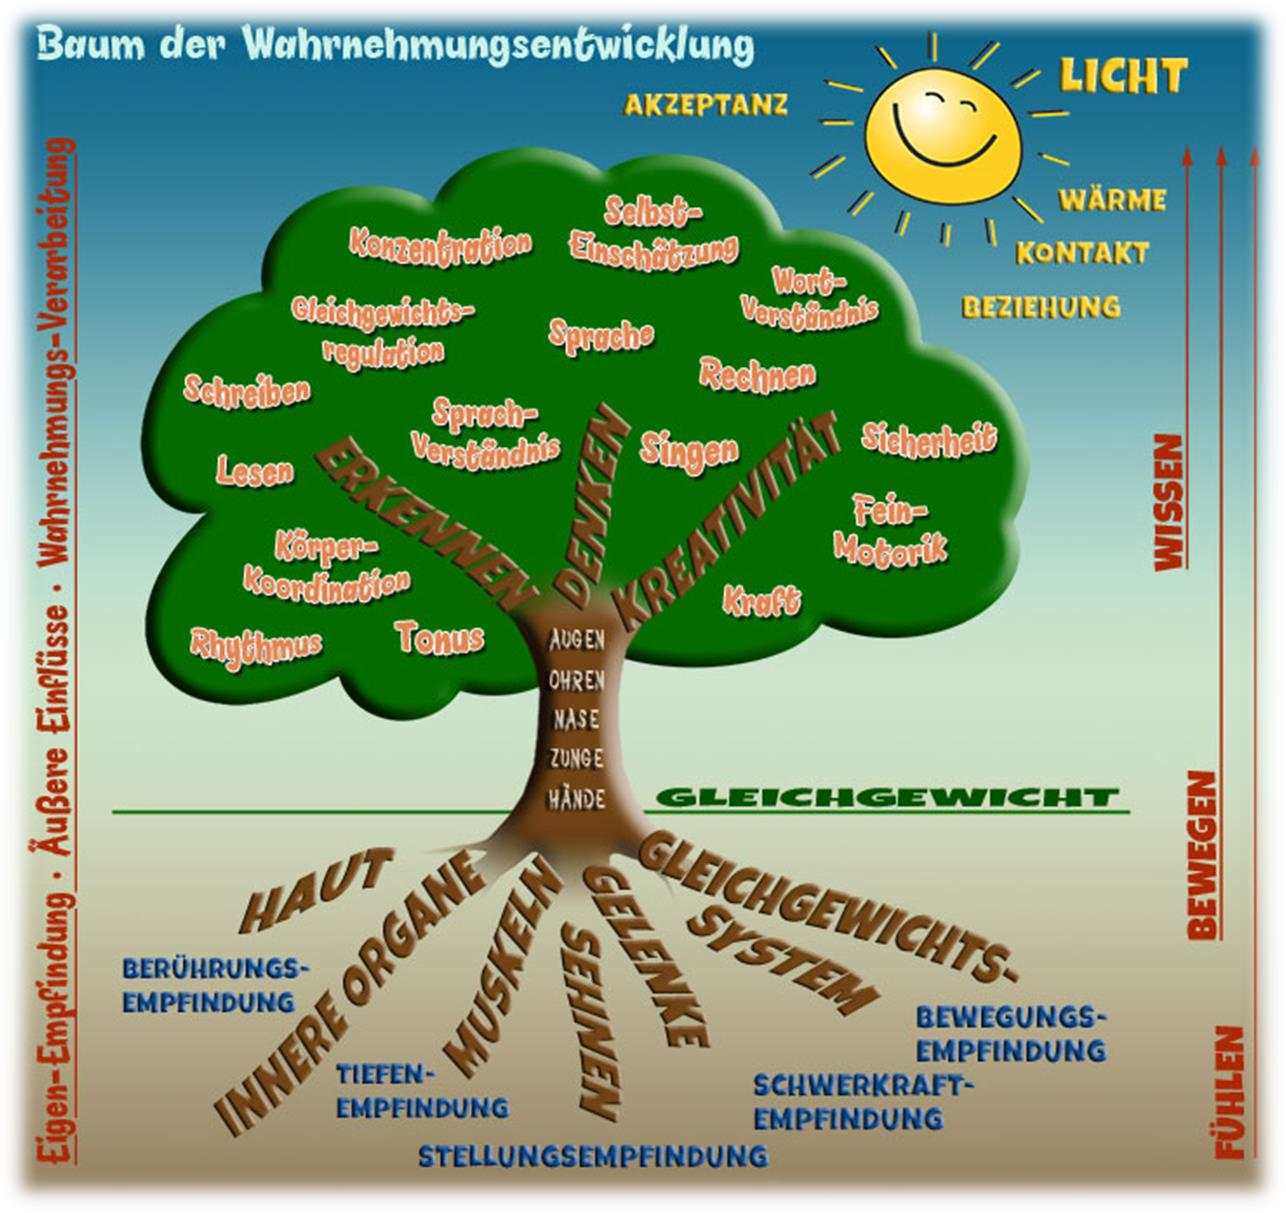 Baum der Wahrnehmungsentwicklung
LICHT
AKZEPTANZ
WÄRME
KONTAKT
BEZIEHUNG
Eigen-Empfindung · Äußere Einflüsse · Wahrnehmungs-Verarbeitung
Selbst-
Einschätzung
Konzentration
Wort-
Verständnis
Gleichgewichts-
regulation
Sprache
Rechnen
Schreiben
Sprach-
Verständnis
Singen
Sicherheit
Lesen
ERKENNEN
DENKEN
KREATIVITÄT
Fein-
Motorik
Körper-
Koordination
Kraft
Rhythmus
Tonus
AUGEN
OHREN
NASE
ZUNGE
HÄNDE
GLEICHGEWICHT
HAUT
INNERE ORGANE
MUSKELN
SEHNEN
GELENKE
GLEICHGEWICHTS-
SYSTEM
BERÜHRUNGS-
EMPFINDUNG
TIEFEN-
EMPFINDUNG
STELLUNGSEMPFINDUNG
SCHWERKRAFT-
EMPFINDUNG
BEWEGUNGS-
EMPFINDUNG
WISSEN
BEWEGEN
FÜHLEN